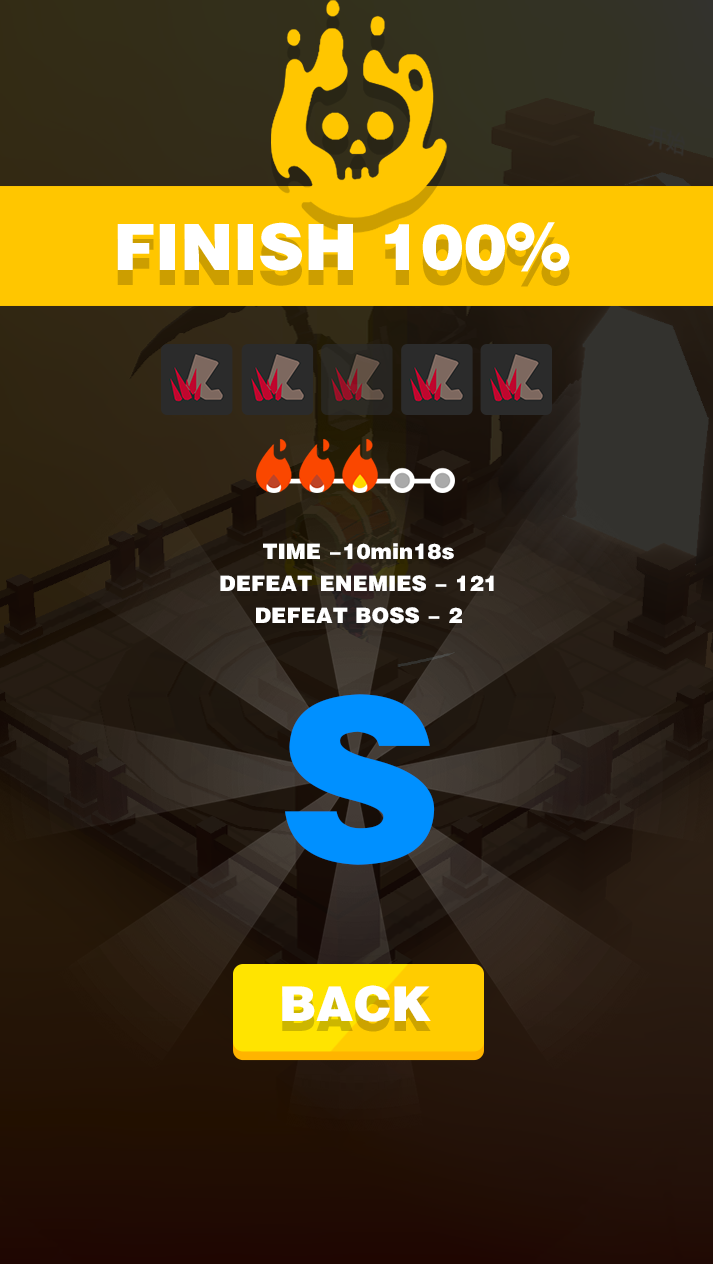 FINISH 100%
TIME –10min18s
DEFEAT ENEMIES – 121
DEFEAT BOSS – 2
S
BACK